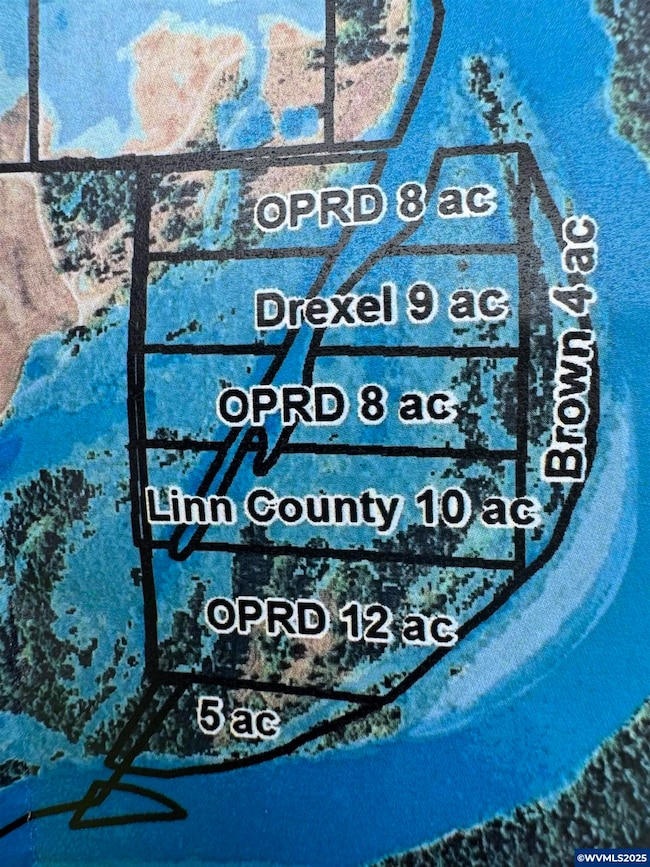 OPRD 8 ac
Drexel 9 ac
Brown 4 ac
OPRD 8 ac
Linn County 10 ac
OPRD 12 ac
5 ac
©WVMLS2025